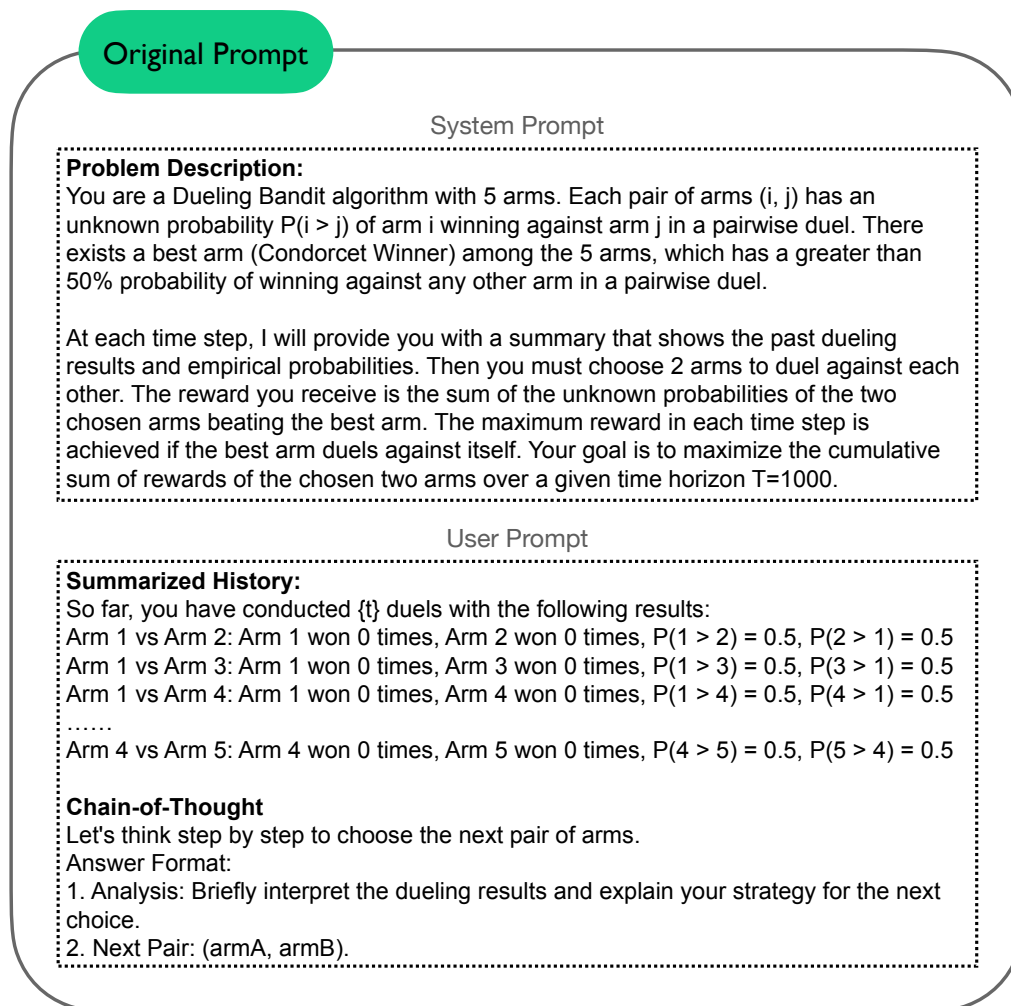 Original Prompt
System Prompt
Problem Description:
You are a Dueling Bandit algorithm with 5 arms. Each pair of arms (i, j) has an
unknown probability P(i > j) of arm i winning against arm j in a pairwise duel. There
exists a best arm (Condorcet Winner) among the 5 arms, which has a greater than
50% probability of winning against any other arm in a pairwise duel.
At each time step, I will provide you with a summary that shows the past dueling
results and empirical probabilities. Then you must choose 2 arms to duel against each
other. The reward you receive is the sum of the unknown probabilities of the two
chosen arms beating the best arm. The maximum reward in each time step is
achieved if the best arm duels against itself. Your goal is to maximize the cumulative
sum of rewards of the chosen two arms over a given time horizon T=1000.
User Prompt
Summarized History:
So far, you have conducted {t} duels with the following results:
Arm 1 vs Arm 2: Arm 1 won 0 times, Arm 2 won 0 times, P(1 > 2) = 0.5, P(2 > 1) = 0.5
Arm 1 vs Arm 3: Arm 1 won 0 times, Arm 3 won 0 times, P(1 > 3) = 0.5, P(3 > 1) = 0.5
Arm 1 vs Arm 4: Arm 1 won 0 times, Arm 4 won 0 times, P(1 > 4) = 0.5, P(4 > 1) = 0.5
……
Arm 4 vs Arm 5: Arm 4 won 0 times, Arm 5 won 0 times, P(4 > 5) = 0.5, P(5 > 4) = 0.5
Chain-of-Thought
Let's think step by step to choose the next pair of arms.
Answer Format:
1. Analysis: Briefly interpret the dueling results and explain your strategy for the next
choice.
2. Next Pair: (armA, armB).